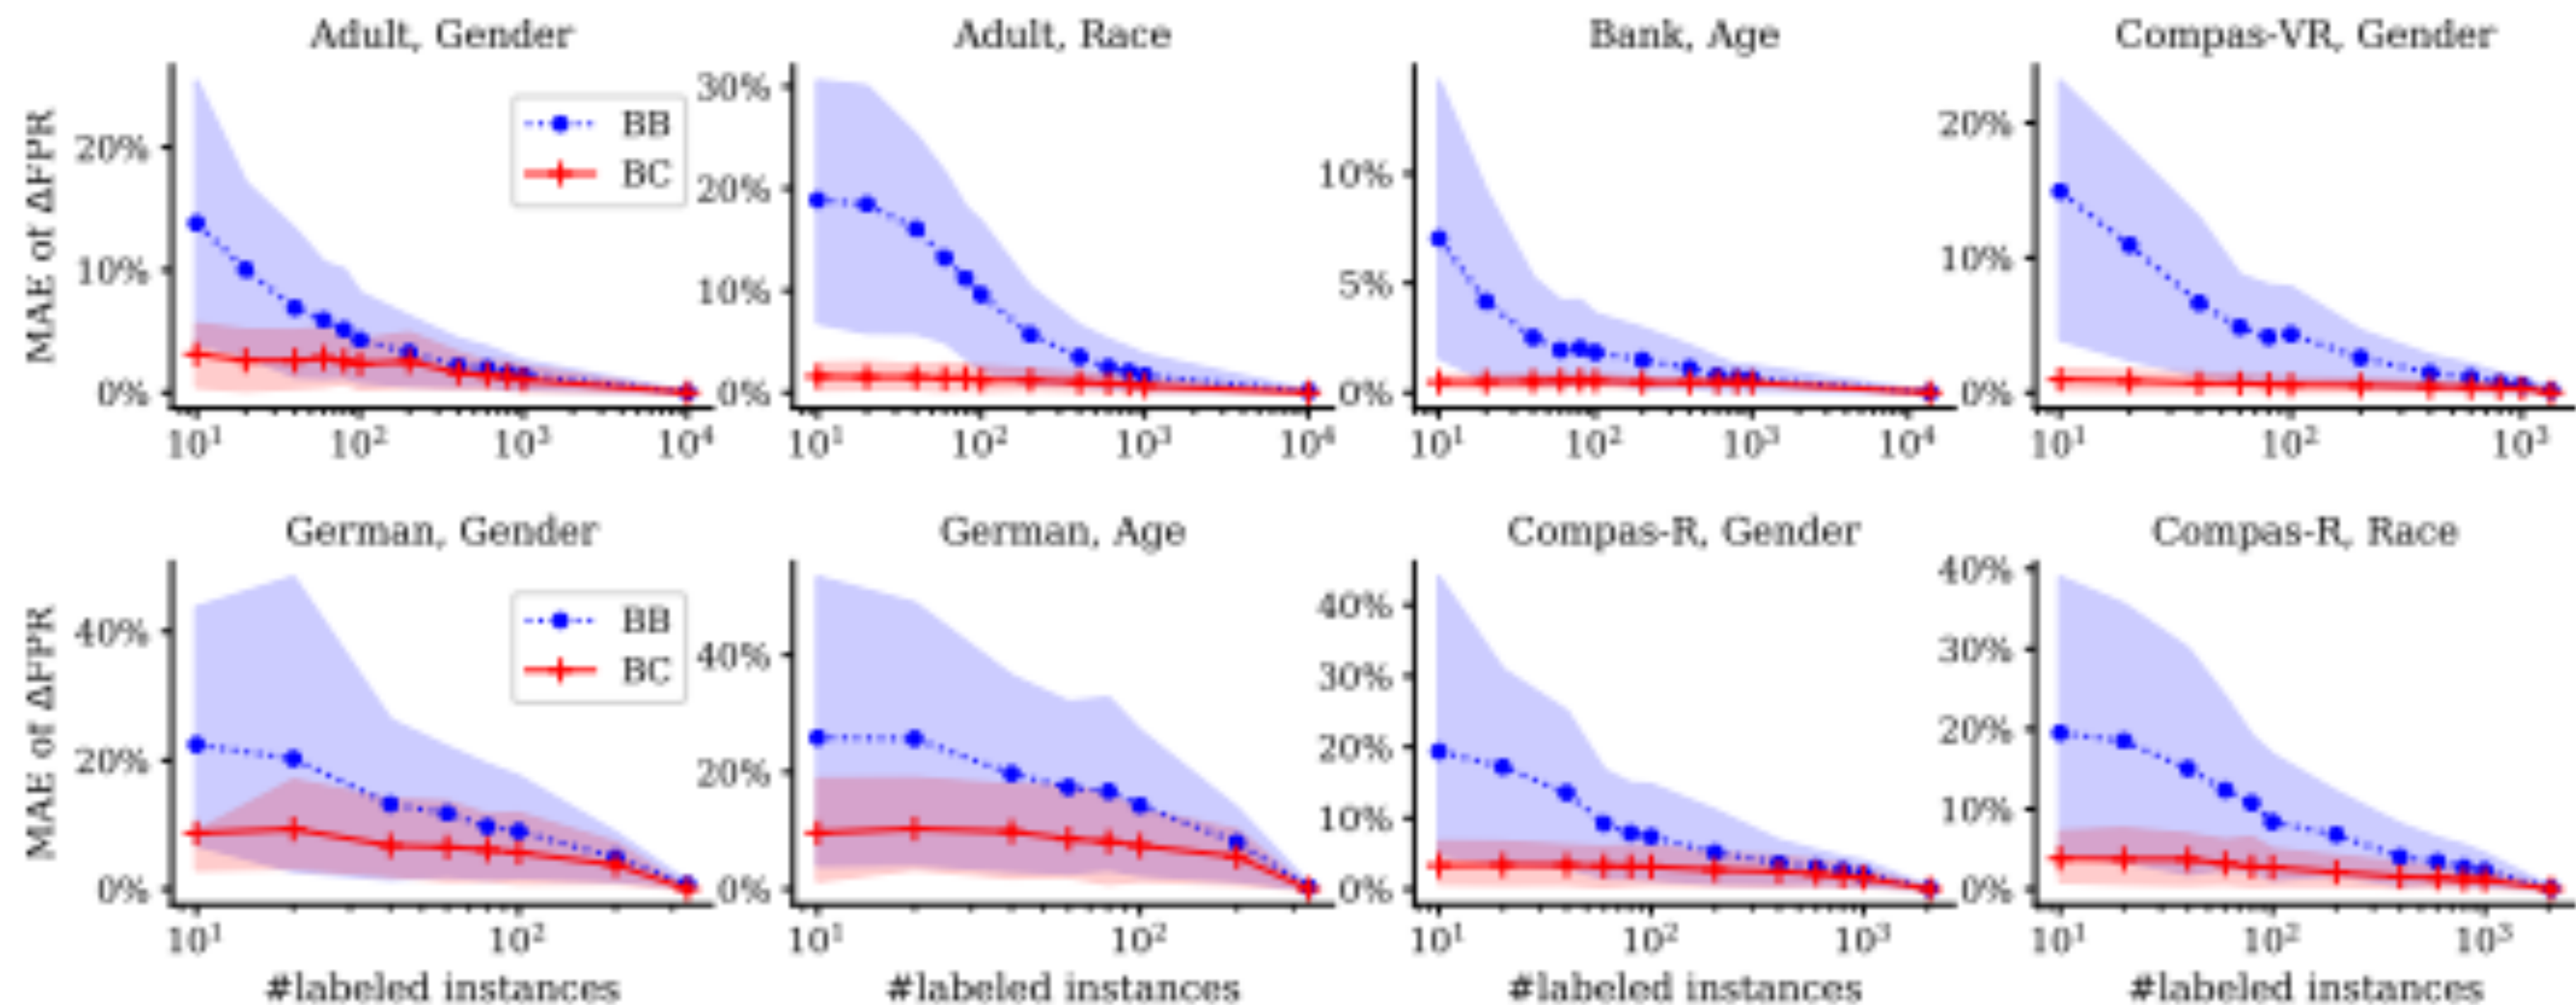 Adult, Gender
Adult, Race
Bank, Age
Compas-VR, Gender
MAE of ΔFPR
20%
10%
0%
BB
BC
10¹ 10² 10³ 10⁴
30%
20%
10%
0%
10¹ 10² 10³ 10⁴
10%
5%
0%
10¹ 10² 10³ 10⁴
20%
10%
0%
10¹ 10² 10³
German, Gender
German, Age
Compas-R, Gender
Compas-R, Race
MAE of ΔFPR
40%
20%
0%
BB
BC
10¹ 10²
#labeled instances
40%
20%
0%
10¹ 10²
#labeled instances
40%
30%
20%
10%
0%
10¹ 10² 10³
#labeled instances
40%
30%
20%
10%
0%
10¹ 10² 10³
#labeled instances